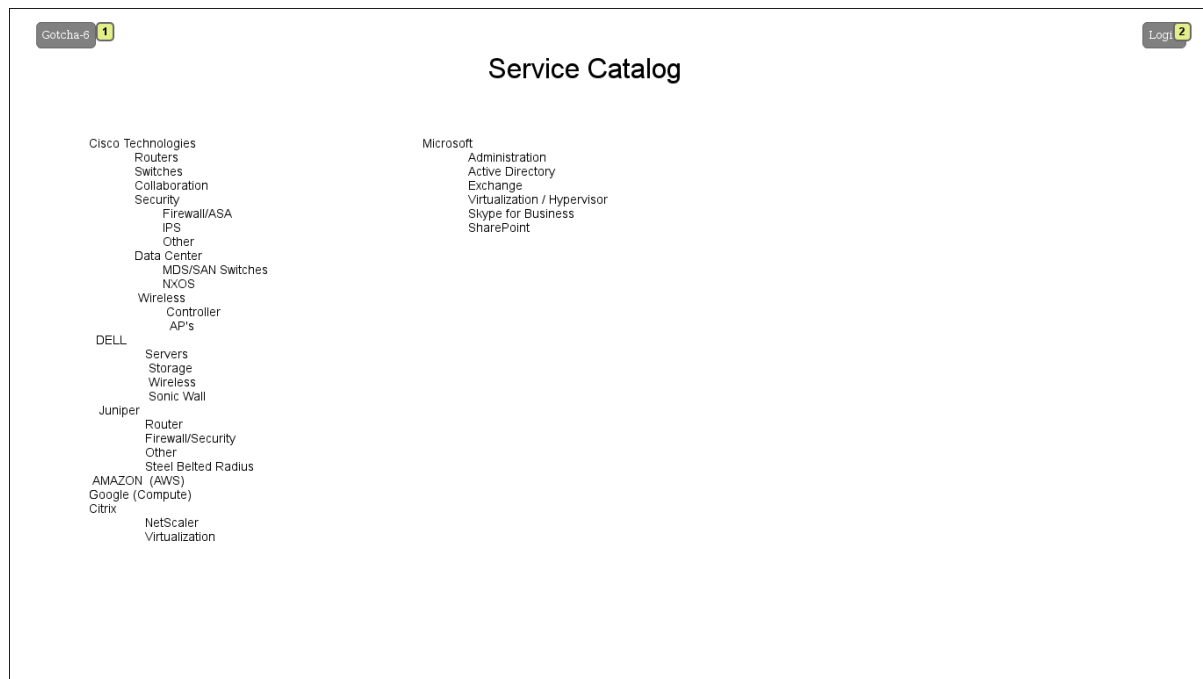 Gotcha-6 1
Logi 2
Service Catalog
Cisco Technologies
Routers
Switches
Collaboration
Security
Firewall/ASA
IPS
Other
Data Center
MDS/SAN Switches
NXOS
Wireless
Controller
AP's
DELL
Servers
Storage
Wireless
Sonic Wall
Juniper
Router
Firewall/Security
Other
Steel Belted Radius
AMAZON (AWS)
Google (Compute)
Citrix
NetScaler
Virtualization
Microsoft
Administration
Active Directory
Exchange
Virtualization / Hypervisor
Skype for Business
SharePoint